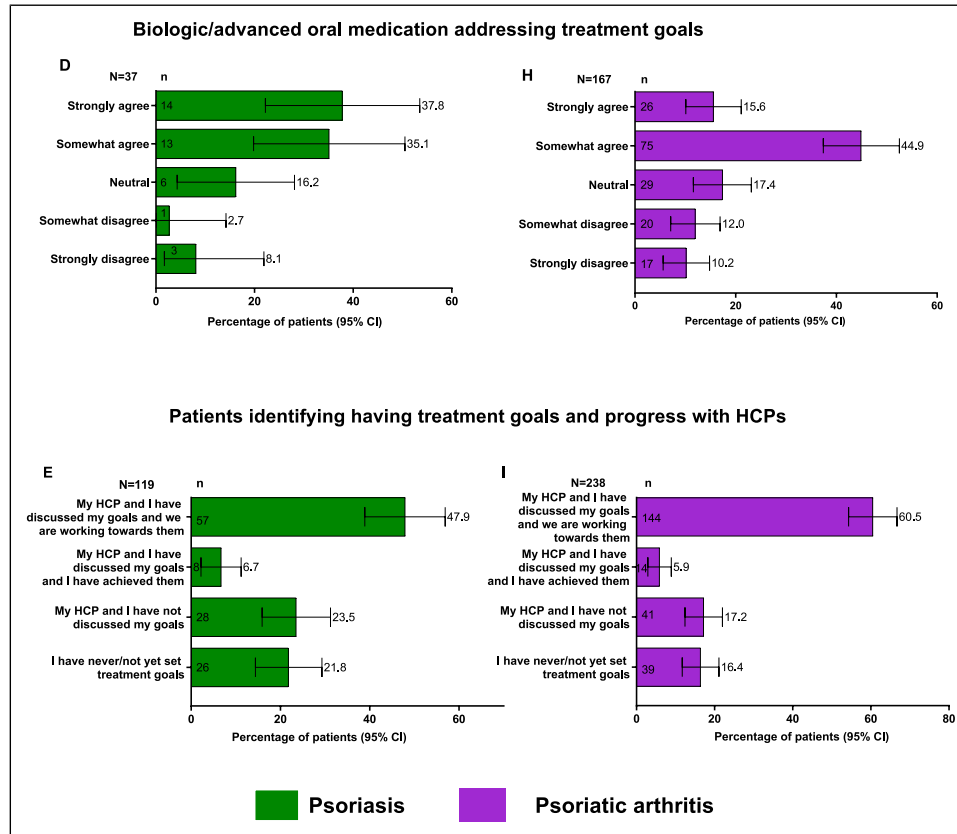 Biologic/advanced oral medication addressing treatment goals
D
N=37 n
Strongly agree 14 37.8
Somewhat agree 13 35.1
Neutral 6 16.2
Somewhat disagree 1 2.7
Strongly disagree 3 8.1
0 20 40 60
Percentage of patients (95% CI)
H
N=167 n
Strongly agree 26 15.6
Somewhat agree 75 44.9
Neutral 29 17.4
Somewhat disagree 20 12.0
Strongly disagree 17 10.2
0 20 40 60
Percentage of patients (95% CI)
Patients identifying having treatment goals and progress with HCPs
E
N=119 n
My HCP and I have
discussed my goals and we
are working towards them
57 47.9
My HCP and I have
discussed my goals
and I have achieved them
8 6.7
My HCP and I have not
discussed my goals
28 23.5
I have never/not yet set
treatment goals
26 21.8
0 20 40 60
Percentage of patients (95% CI)
I
N=238 n
My HCP and I have
discussed my goals
and we are working
towards them
144 60.5
My HCP and I have
discussed my goals
and I have achieved them
14 5.9
My HCP and I have not
discussed my goals
41 17.2
I have never/not yet set
treatment goals
39 16.4
0 20 40 60 80
Percentage of patients (95% CI)
Psoriasis
Psoriatic arthritis